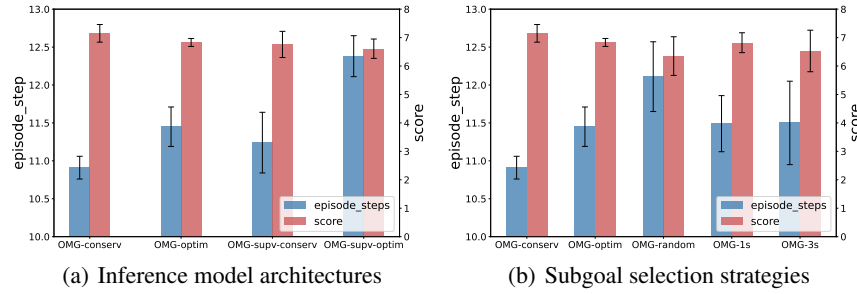 13.0
12.5
12.0
11.5
11.0
10.5
10.0
episode_step
8
7
6
5
4
3
2
1
0
score
episode_steps
score
OMG-conserv OMG-optim OMG-supv-conserv OMG-supv-optim
(a) Inference model architectures
13.0
12.5
12.0
11.5
11.0
10.5
10.0
episode_step
8
7
6
5
4
3
2
1
0
score
episode_steps
score
OMG-conserv OMG-optim OMG-random OMG-1s OMG-3s
(b) Subgoal selection strategies